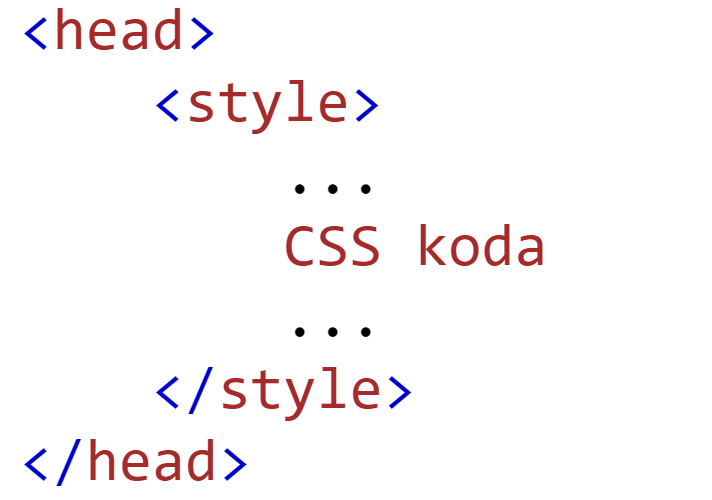 <head>
<style>
...
CSS koda
...
</style>
</head>